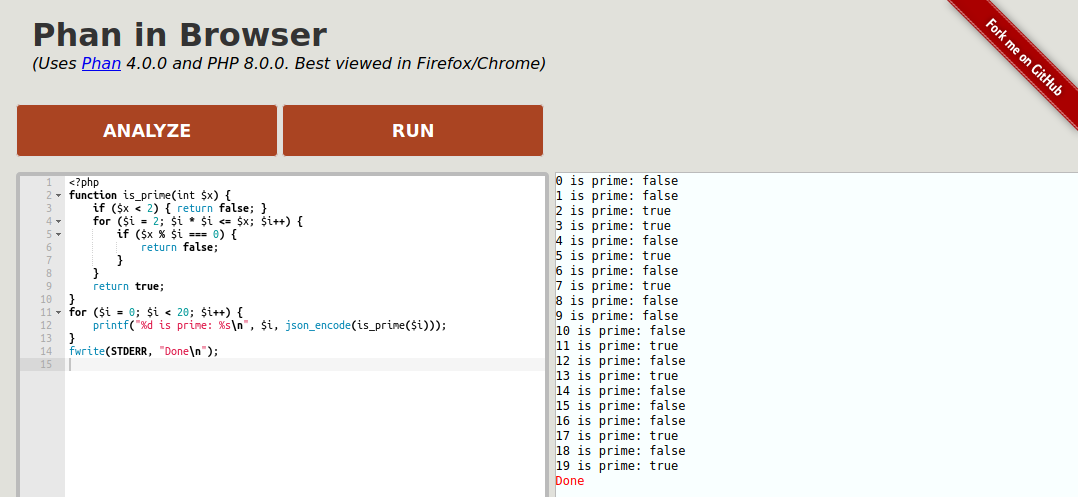 Phan in Browser
(Uses Phan 4.0.0 and PHP 8.0.0. Best viewed in Firefox/Chrome)
Fork me on GitHub
ANALYZE
RUN
1 <?php
2 function is_prime(int $x) {
3     if ($x < 2) { return false; }
4     for ($i = 2; $i * $i <= $x; $i++) {
5         if ($x % $i === 0) {
6             return false;
7         }
8     }
9     return true;
10 }
11 for ($i = 0; $i < 20; $i++) {
12     printf("%d is prime: %s\n", $i, json_encode(is_prime($i)));
13 }
14 fwrite(STDERR, "Done\n");
15
0 is prime: false
1 is prime: false
2 is prime: true
3 is prime: true
4 is prime: false
5 is prime: true
6 is prime: false
7 is prime: true
8 is prime: false
9 is prime: false
10 is prime: false
11 is prime: true
12 is prime: false
13 is prime: true
14 is prime: false
15 is prime: false
16 is prime: false
17 is prime: true
18 is prime: false
19 is prime: true
Done